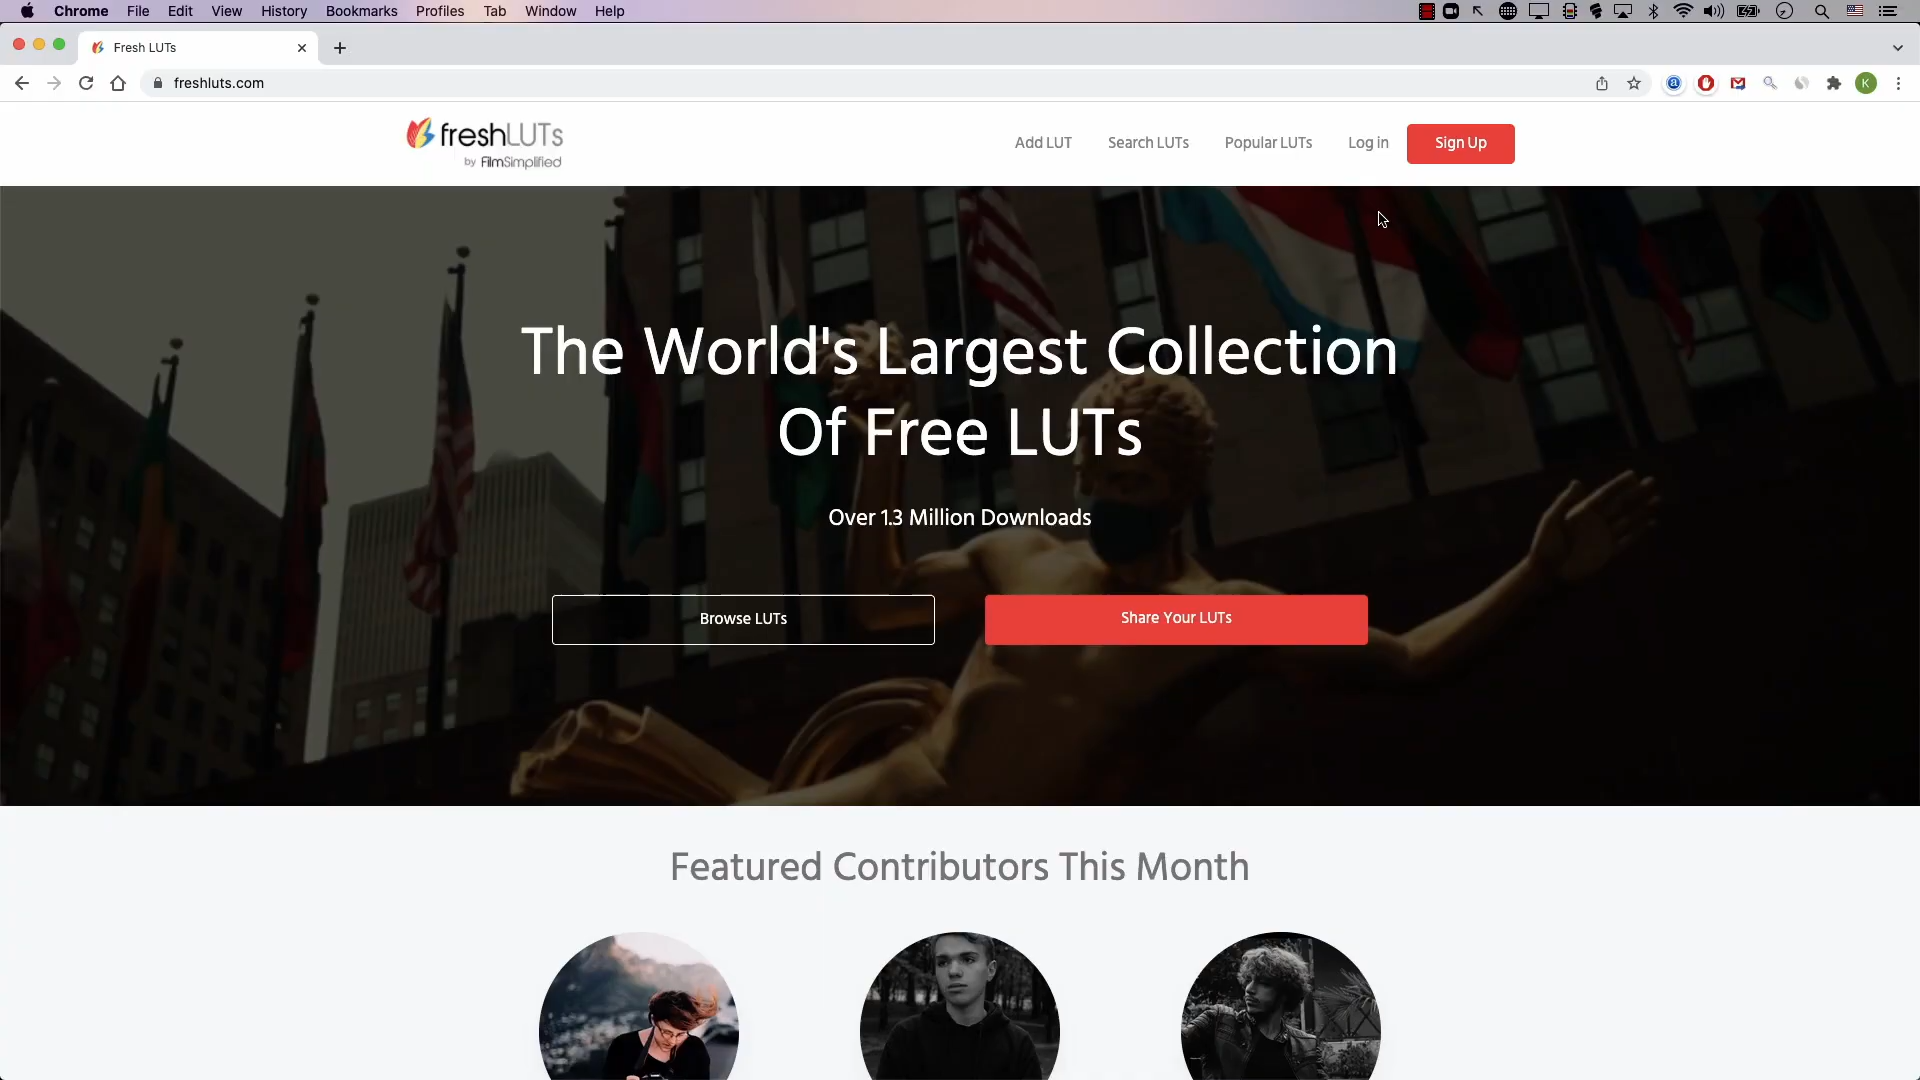 Chrome File Edit View History Bookmarks Profiles Tab Window Help
Fresh LUTs
freshluts.com
K
freshLUTs
by FilmSimplified
Add LUT Search LUTs Popular LUTs Log in Sign Up
The World's Largest Collection
Of Free LUTs
Over 1.3 Million Downloads
Browse LUTs Share Your LUTs
Featured Contributors This Month